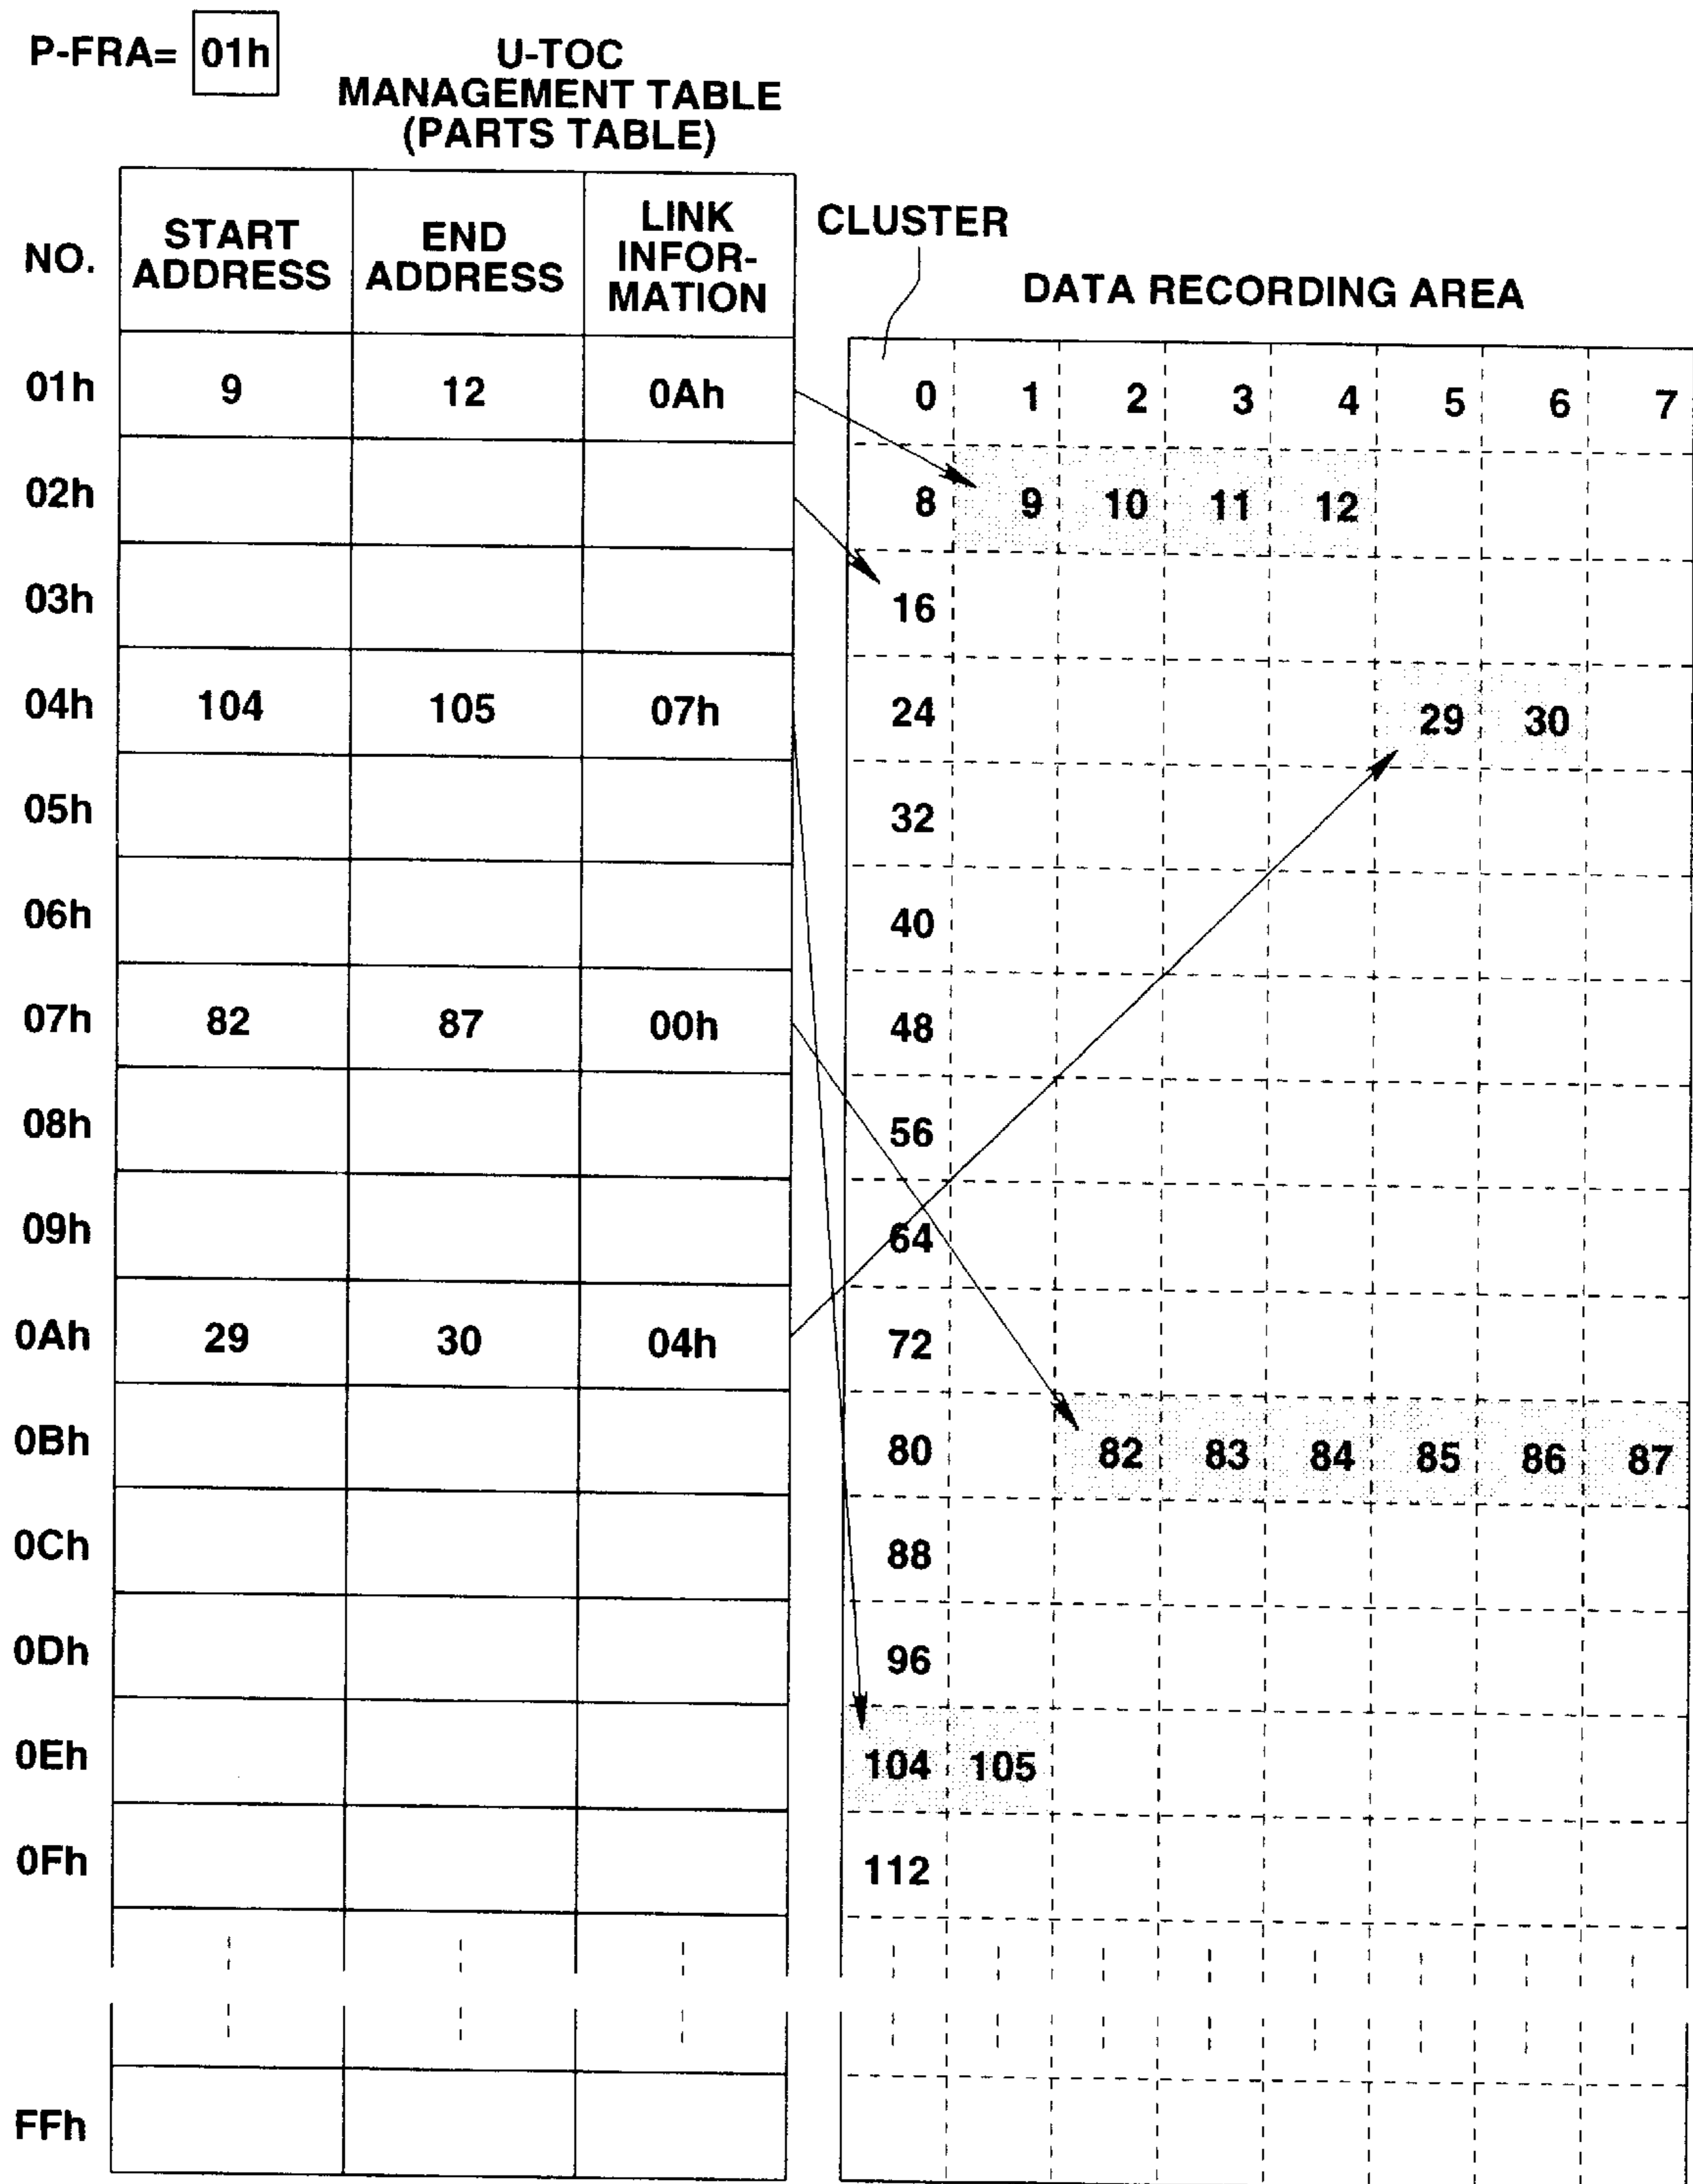 P-FRA= 01h
U-TOC
MANAGEMENT TABLE
(PARTS TABLE)
NO.
START
ADDRESS
END
ADDRESS
LINK
INFOR-
MATION
01h 9 12 0Ah
02h
03h
04h 104 105 07h
05h
06h
07h 82 87 00h
08h
09h
0Ah 29 30 04h
0Bh
0Ch
0Dh
0Eh
0Fh
FFh
CLUSTER
DATA RECORDING AREA
0 1 2 3 4 5 6 7
8 9 10 11 12
16
24 29 30
32
40
48
56
64
72
80 82 83 84 85 86 87
88
96
104 105
112